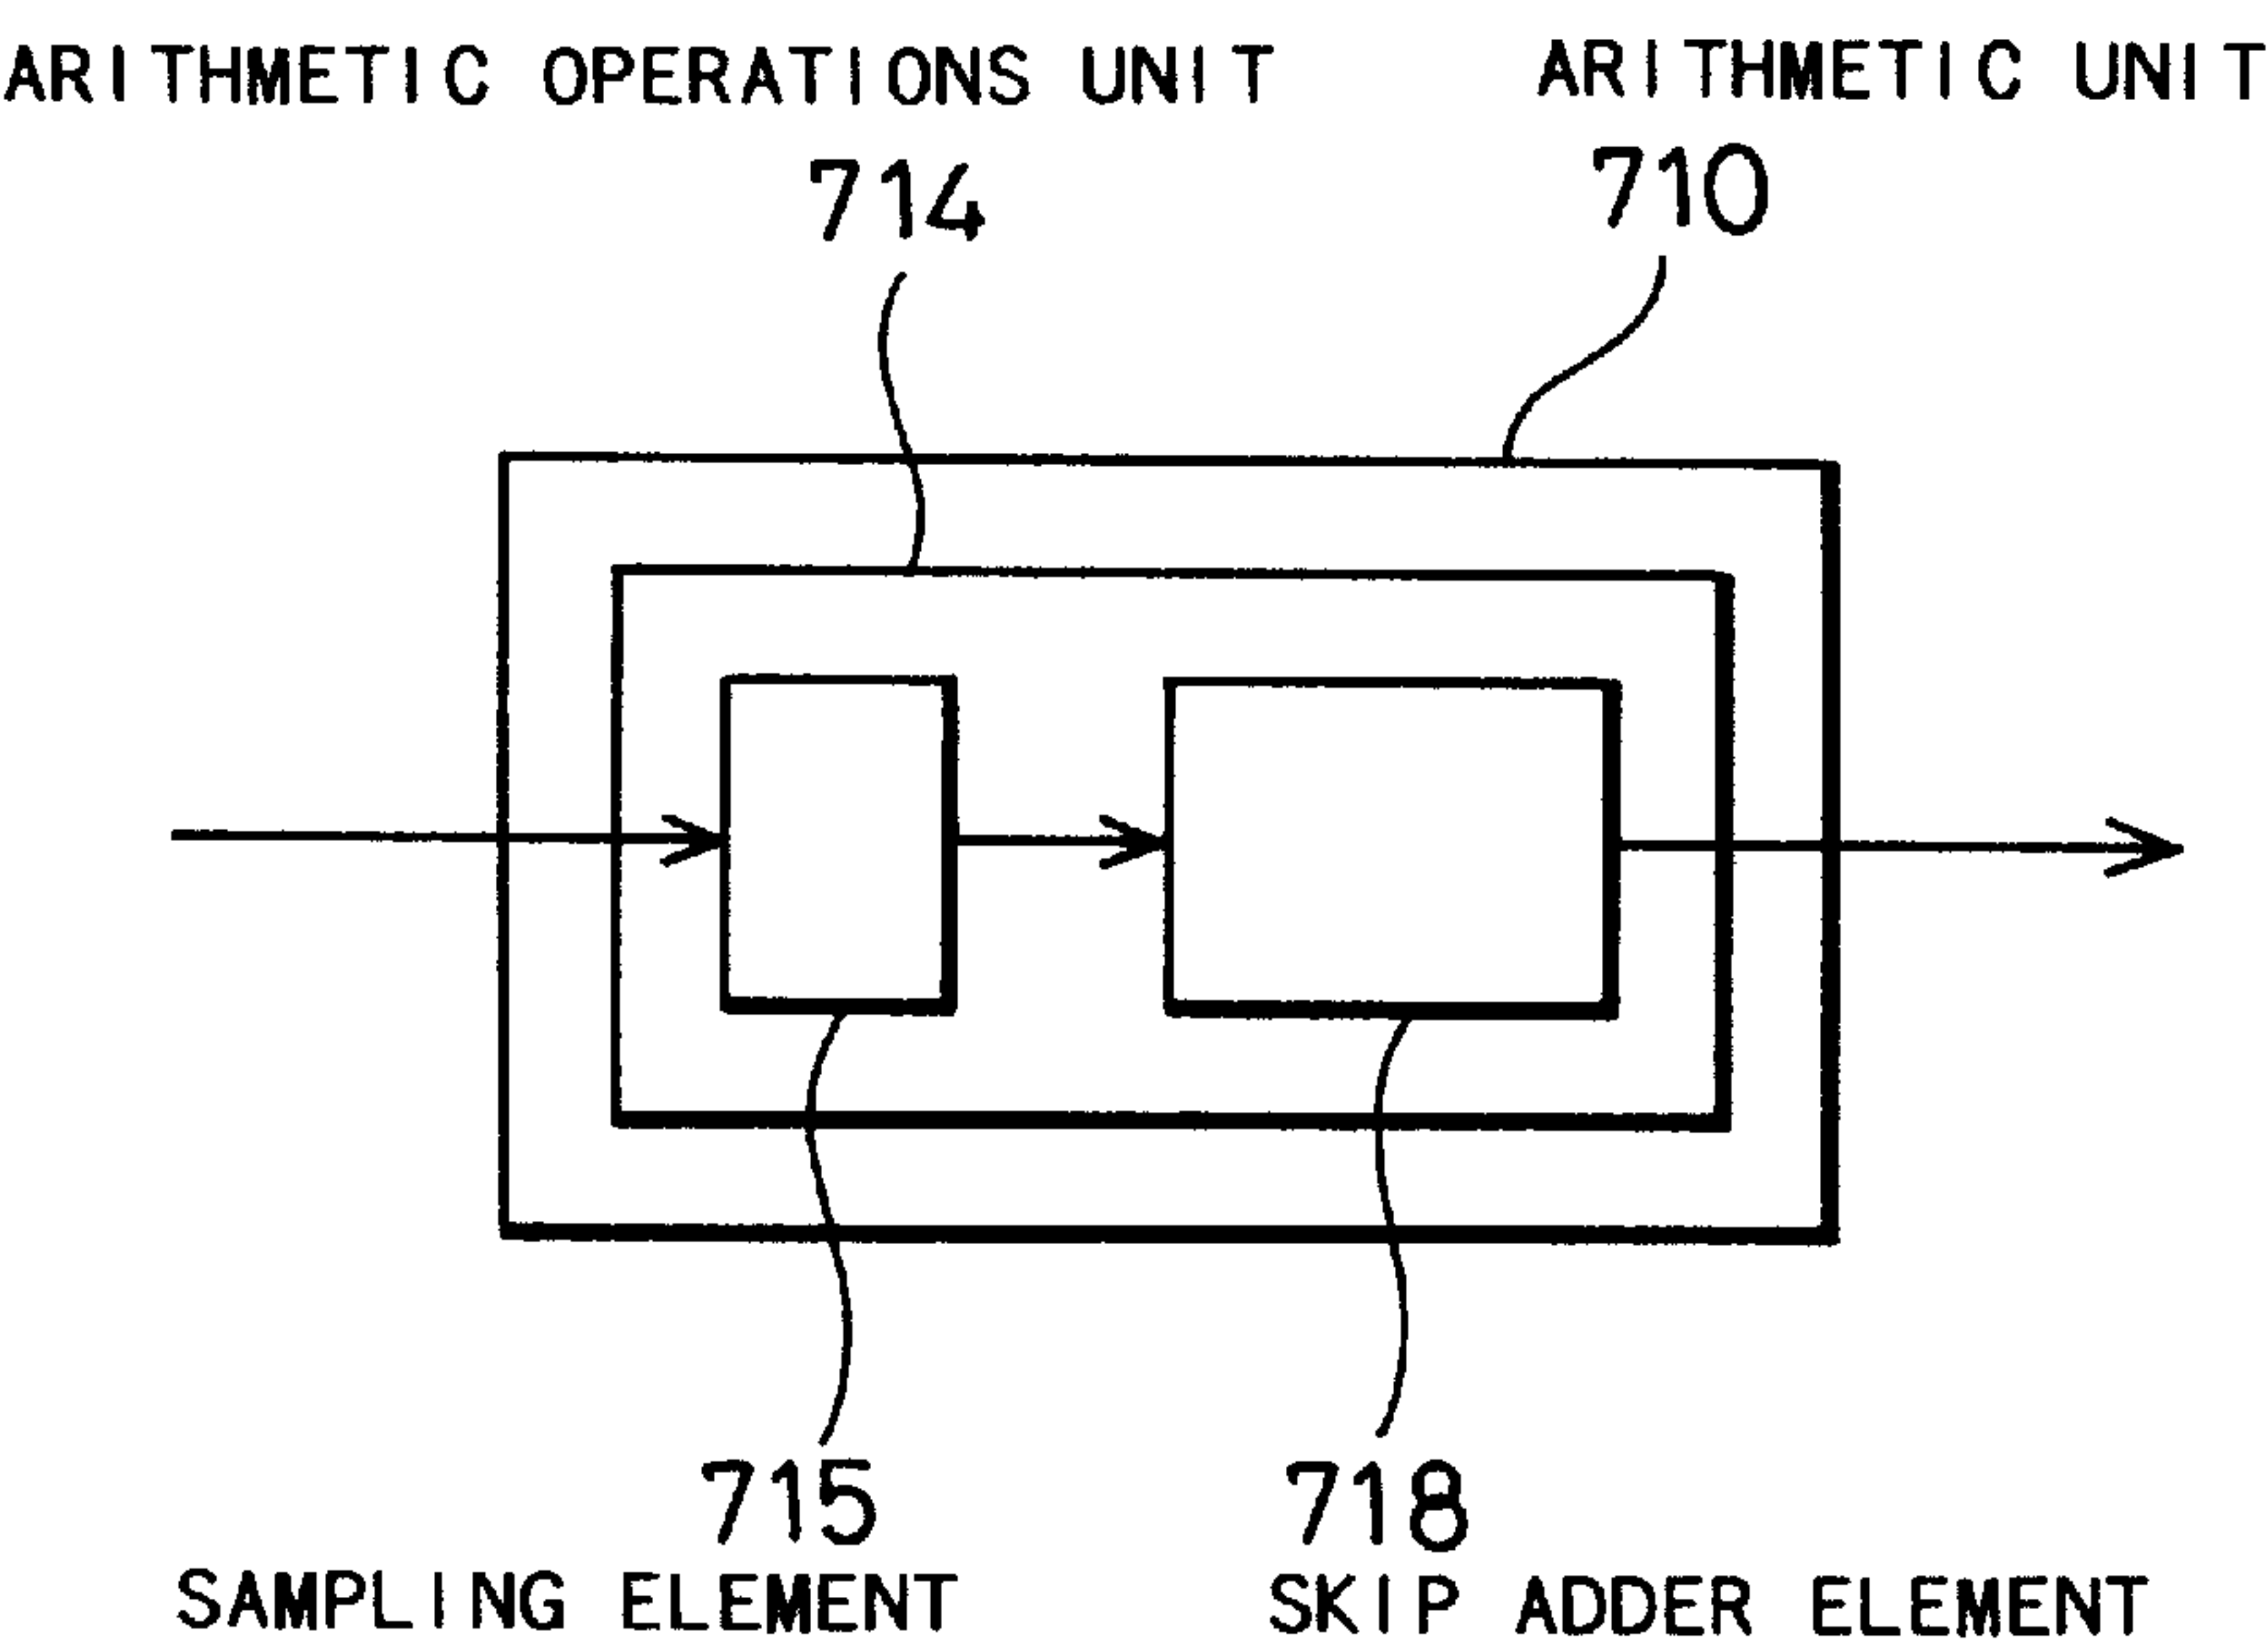 ARITHMETIC OPERATIONS UNIT
714
ARITHMETIC UNIT
710
715
SAMPLING ELEMENT
718
SKIP ADDER ELEMENT